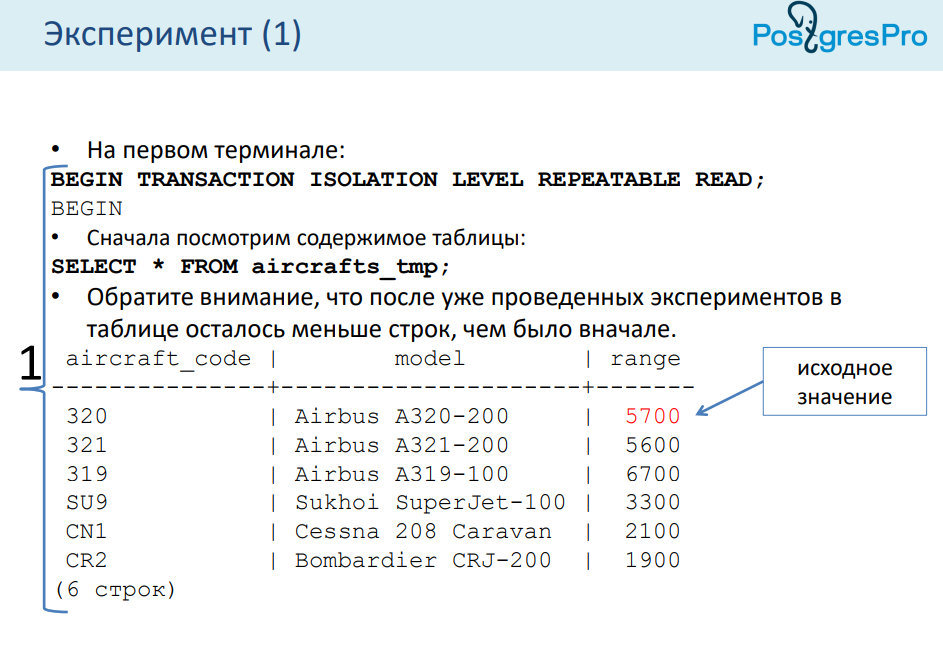 Эксперимент (1)
PostgresPro
• На первом терминале:
BEGIN TRANSACTION ISOLATION LEVEL REPEATABLE READ;
BEGIN
• Сначала посмотрим содержимое таблицы:
SELECT * FROM aircrafts_tmp;
• Обратите внимание, что после уже проведенных экспериментов в
таблице осталось меньше строк, чем было вначале.
1
aircraft_code | model | range
---------------+---------------------+-------
320 | Airbus A320-200 | 5700
321 | Airbus A321-200 | 5600
319 | Airbus A319-100 | 6700
SU9 | Sukhoi SuperJet-100 | 3300
CN1 | Cessna 208 Caravan | 2100
CR2 | Bombardier CRJ-200 | 1900
(6 строк)
исходное
значение